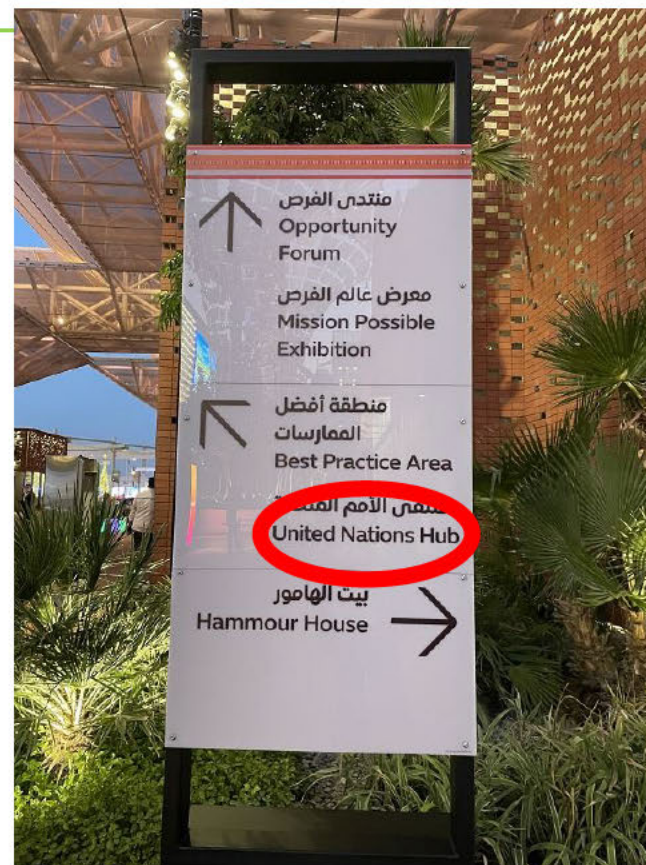 منتدى الفرص
Opportunity
Forum
معرض عالم الفرص
Mission Possible
Exhibition
منطقة أفضل
الممارسات
Best Practice Area
الأمم
United Nations Hub
بيت الهامور
Hammour House